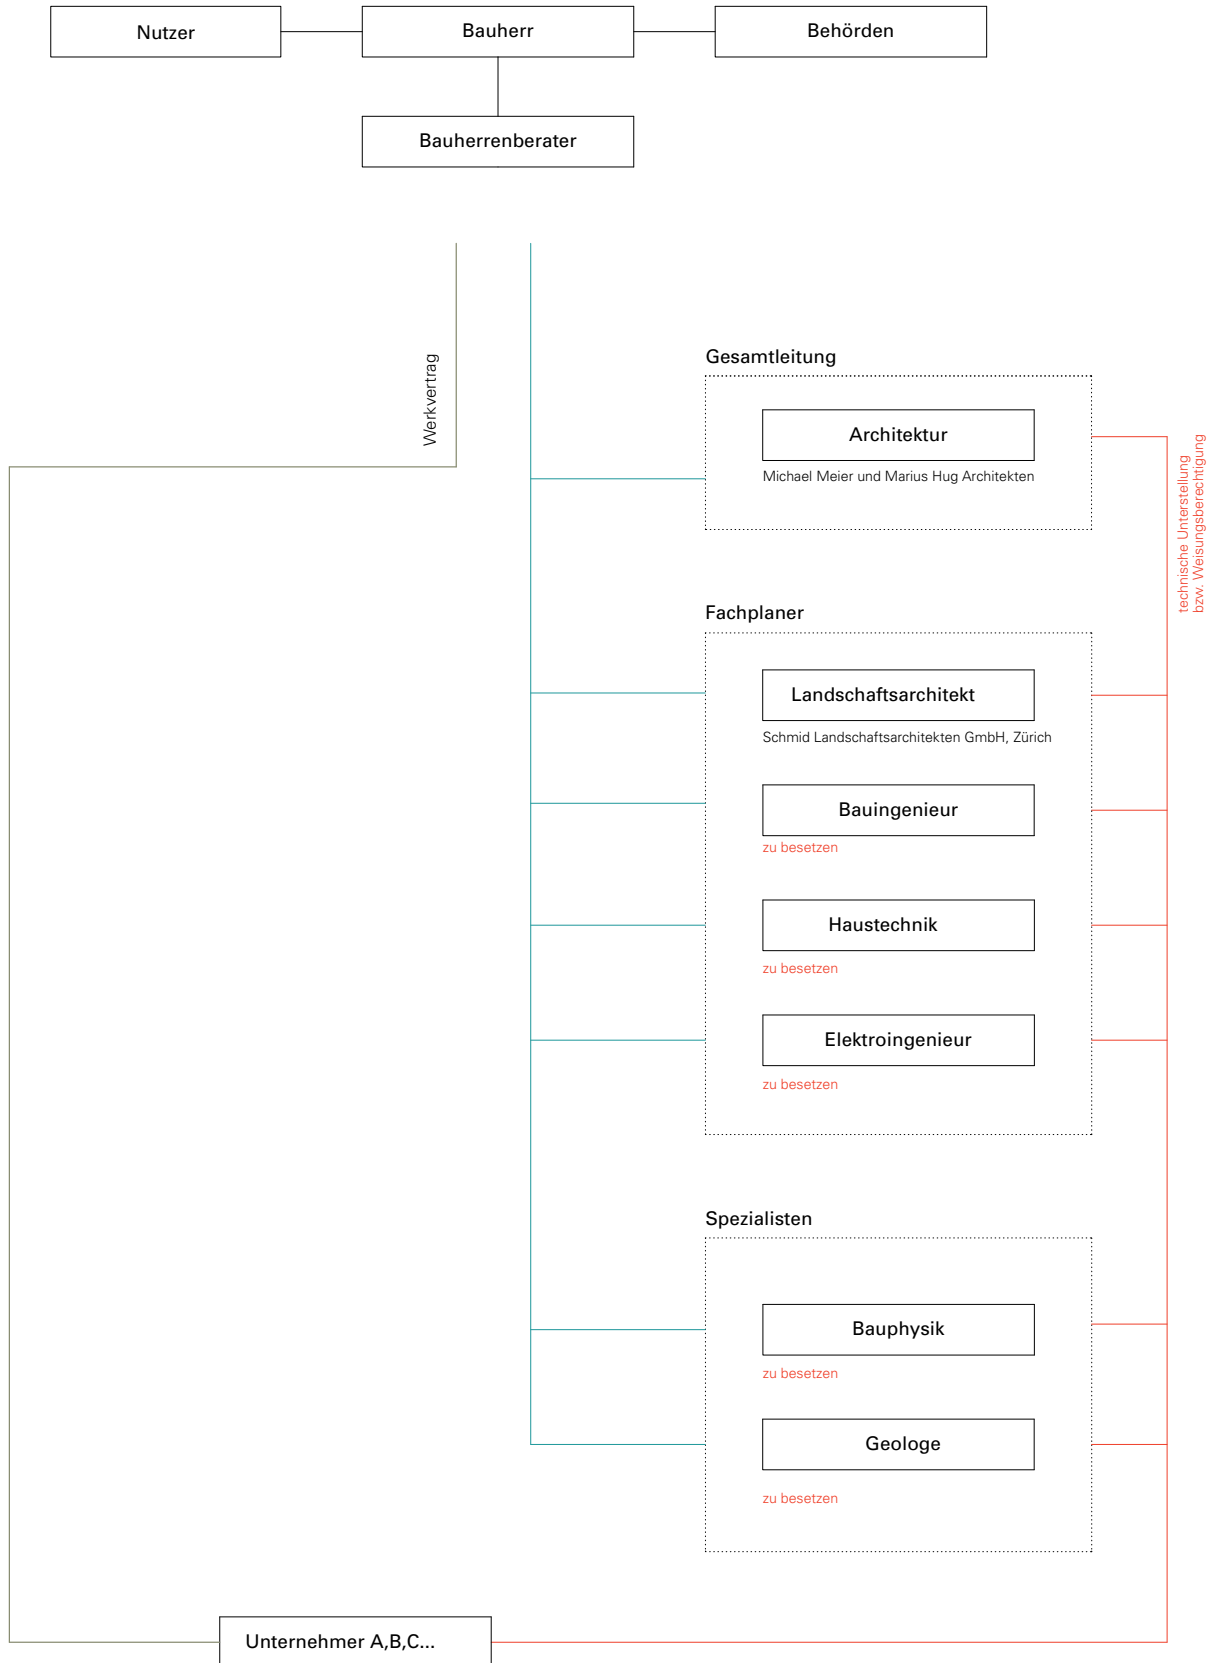 Nutzer
Bauherr
Behörden
Bauherrenberater
Werkvertrag
Gesamtleitung
Architektur
Michael Meier und Marius Hug Architekten
technische Unterstellung
bzw. Weisungsberechtigung
Fachplaner
Landschaftsarchitekt
Schmid Landschaftsarchitekten GmbH, Zürich
Bauingenieur
zu besetzen
Haustechnik
zu besetzen
Elektroingenieur
zu besetzen
Spezialisten
Bauphysik
zu besetzen
Geologe
zu besetzen
Unternehmer A,B,C...